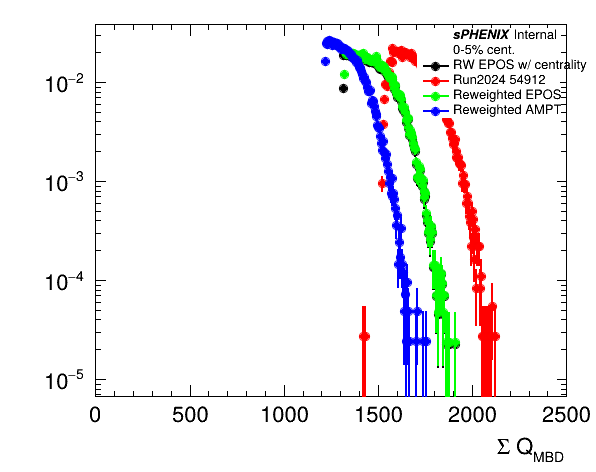 sPHENIX Internal
0-5% cent.
RW EPOS w/ centrality
Run2024 54912
Reweighted EPOS
Reweighted AMPT
10⁻²
10⁻³
10⁻⁴
10⁻⁵
0 500 1000 1500 2000 2500
Σ Q_MBD